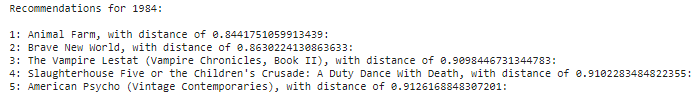 Recommendations for 1984:
1: Animal Farm, with distance of 0.8441751059913439:
2: Brave New World, with distance of 0.8630224130863633:
3: The Vampire Lestat (Vampire Chronicles, Book II), with distance of 0.9098446731344783:
4: Slaughterhouse Five or the Children's Crusade: A Duty Dance With Death, with distance of 0.9102283484822355:
5: American Psycho (Vintage Contemporaries), with distance of 0.9126168848307201: